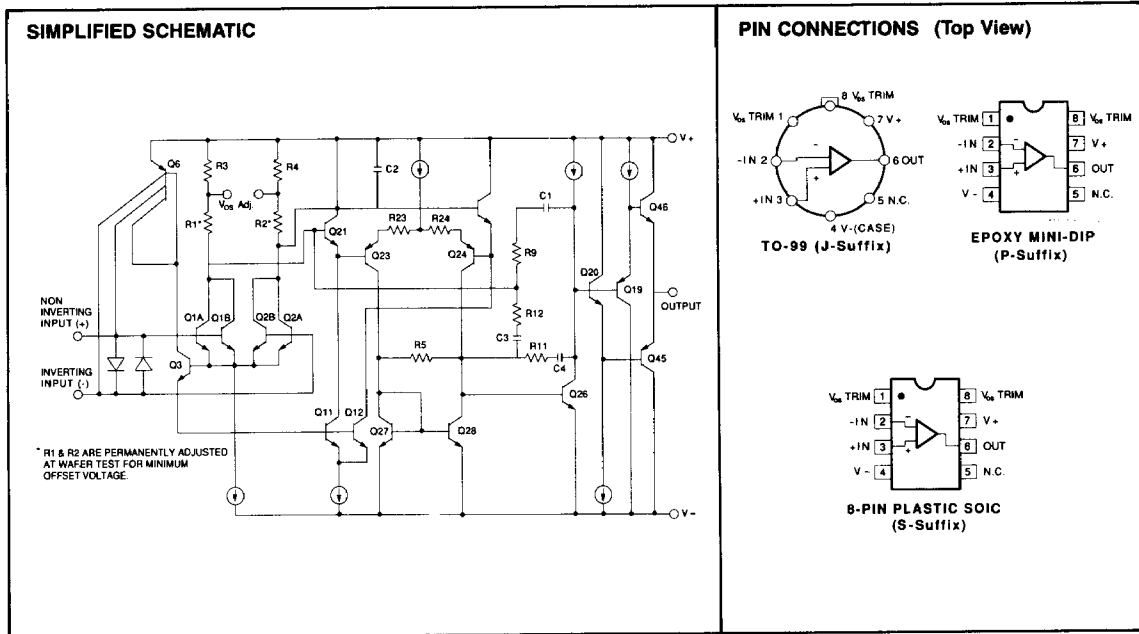 SIMPLIFIED SCHEMATIC
V+
Q6
R3
R4
C2
VOS Adj.
R1*
R2*
Q21
R23
R24
C1
Q46
Q23
Q24
R9
Q20
Q19
NON
INVERTING
INPUT (+)
Q1A
Q1B
Q2B
Q2A
R12
OUTPUT
C3
Q3
R5
R11
C4
Q45
INVERTING
INPUT (-)
Q26
Q11
Q12
Q27
Q28
* R1 & R2 ARE PERMANENTLY ADJUSTED
AT WAFER TEST FOR MINIMUM
OFFSET VOLTAGE.
V-
PIN CONNECTIONS (Top View)
8 VOS TRIM
VOS TRIM 1
7 V+
-IN 2
-
6 OUT
+
+IN 3
5 N.C.
4 V-(CASE)
TO-99 (J-Suffix)
VOS TRIM 1
8 VOS TRIM
-IN 2
-
7 V+
+IN 3
+
6 OUT
V- 4
5 N.C.
EPOXY MINI-DIP
(P-Suffix)
VOS TRIM 1
8 VOS TRIM
-IN 2
-
7 V+
+IN 3
+
6 OUT
V- 4
5 N.C.
8-PIN PLASTIC SOIC
(S-Suffix)